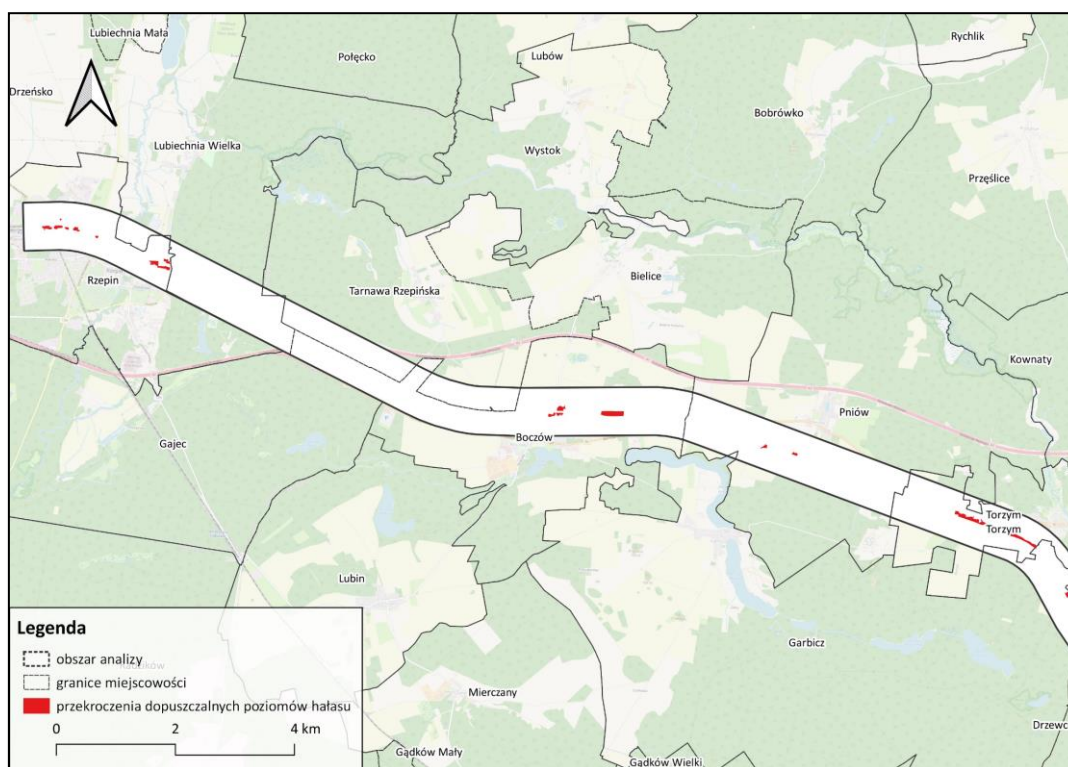 Lubiechnia Mała
Połęcko
Lubów
Rychlik
Drzeńsko
Bobrówko
Lubiechnia Wielka
Wystok
Przęślice
Rzepin
Bielice
Tarnawa Rzepińska
Kownaty
Gajec
Pniów
Boczów
Torzym
Torzym
Lubin
Garbicz
Mierczany
Drzewc
Gądków Mały
Gądków Wielki
Legenda
obszar analizy
granice miejscowości
przekroczenia dopuszczalnych poziomów hałasu
0 2 4 km